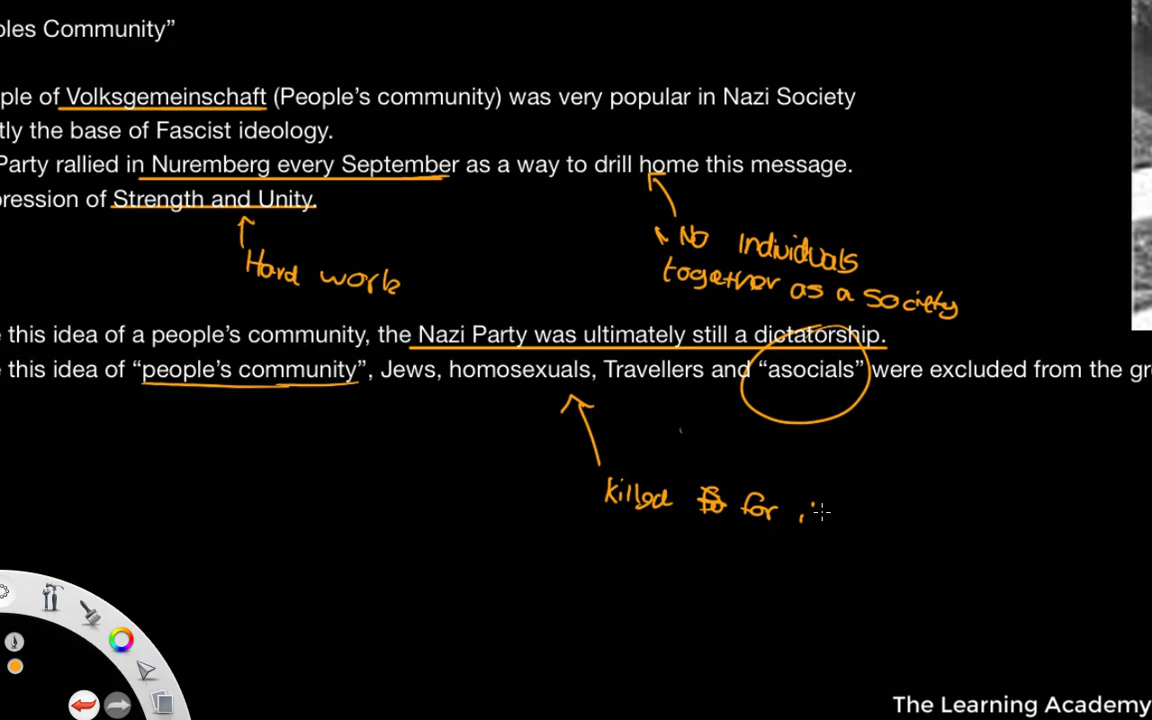 ples Community”
ple of Volksgemeinschaft (People’s community) was very popular in Nazi Society
tly the base of Fascist ideology.
Party rallied in Nuremberg every September as a way to drill home this message.
pression of Strength and Unity.
Hard work
No Individuals
together as a society
e this idea of a people’s community, the Nazi Party was ultimately still a dictatorship.
e this idea of “people’s community”, Jews, homosexuals, Travellers and “asocials” were excluded from the gr
killed for
The Learning Academy